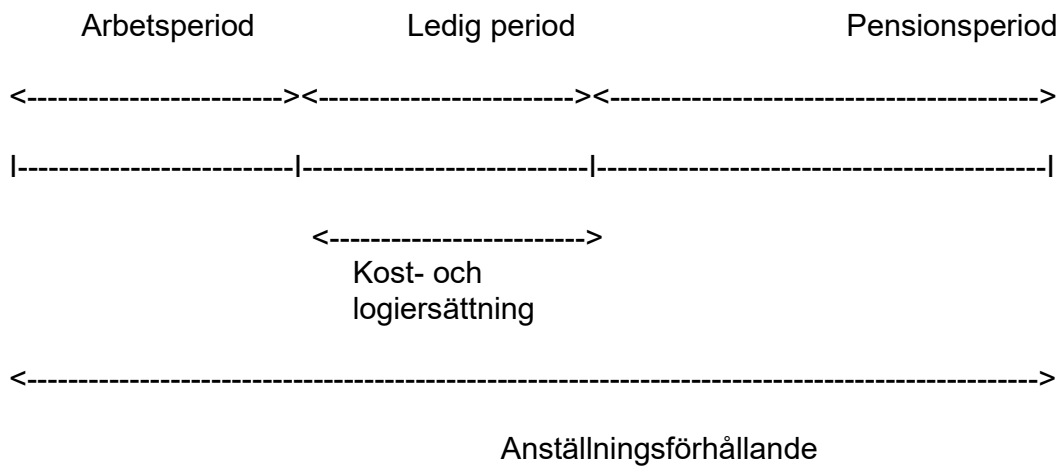 Arbetsperiod Ledig period Pensionsperiod
<-------------------------><-------------------------><------------------------------------------>
|---------------------------|----------------------------|--------------------------------------------|
<------------------------->
Kost- och
logiersättning
<--------------------------------------------------------------------------------------------------->
Anställningsförhållande